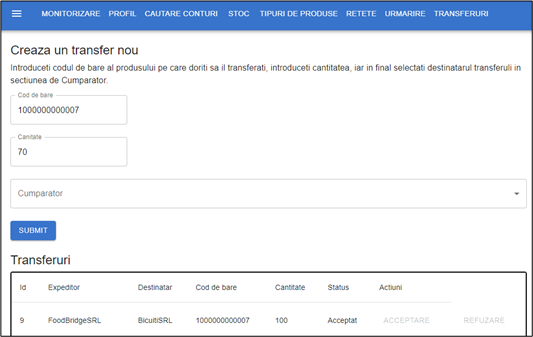 MONITORIZARE PROFIL CAUTARE CONTURI STOC TIPURI DE PRODUSE RETETE URMARIRE TRANSFERURI
Creaza un transfer nou
Introduceti codul de bare al produsului pe care doriti sa il transferati, introduceti cantitatea, iar in final selectati destinatarul transferului in
sectiunea de Cumparator.
Cod de bare
1000000000007
Canitate
70
Cumparator
SUBMIT
Transferuri
Id Expeditor Destinatar Cod de bare Cantitate Status Actiuni
9 FoodBridgeSRL BicuitiSRL 1000000000007 100 Acceptat ACCEPTARE REFUZARE